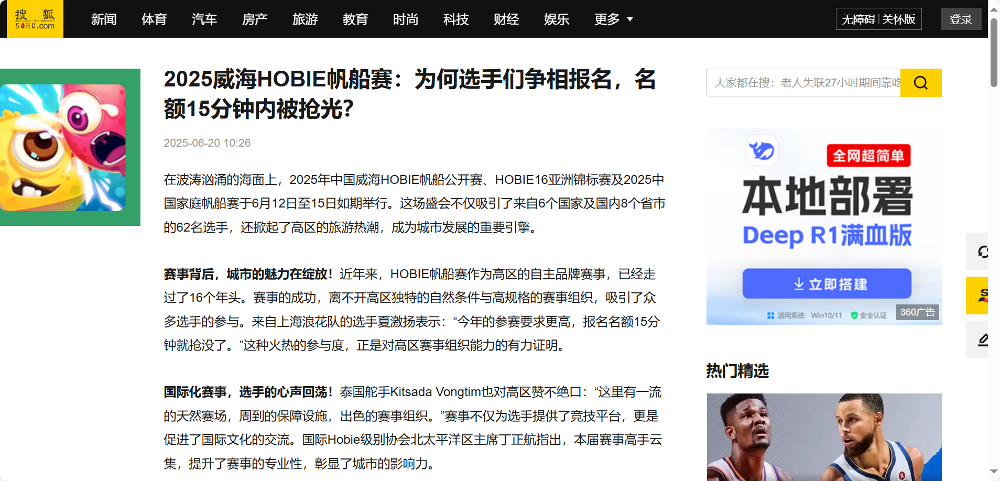 搜狐
SOHU.com
新闻 体育 汽车 房产 旅游 教育 时尚 科技 财经 娱乐 更多
无障碍 关怀版
登录
2025威海HOBIE帆船赛：为何选手们争相报名，名
额15分钟内被抢光？
2025-06-20 10:26
在波涛汹涌的海面上，2025年中国威海HOBIE帆船公开赛、HOBIE16亚洲锦标赛及2025中
国家庭帆船赛于6月12日至15日如期举行。这场盛会不仅吸引了来自6个国家及国内8个省市
的62名选手，还掀起了高区的旅游热潮，成为城市发展的重要引擎。
赛事背后，城市的魅力在绽放！近年来，HOBIE帆船赛作为高区的自主品牌赛事，已经走
过了16个年头。赛事的成功，离不开高区独特的自然条件与高规格的赛事组织，吸引了众
多选手的参与。来自上海浪花队的选手夏激扬表示：“今年的参赛要求更高，报名名额15分
钟就抢没了。”这种火热的参与度，正是对高区赛事组织能力的有力证明。
国际化赛事，选手的心声回荡！泰国舵手Kitsada Vongtim也对高区赞不绝口：“这里有一流
的天然赛场，周到的保障设施，出色的赛事组织。”赛事不仅为选手提供了竞技平台，更是
促进了国际文化的交流。国际Hobie级别协会北太平洋区主席丁正航指出，本届赛事高手云
集，提升了赛事的专业性，彰显了城市的影响力。
大家都在搜：老人失联27小时期间靠吃
全网超简单
本地部署
Deep R1满血版
立即搭建
适用系统：Win10/11 安全认证
360广告
热门精选